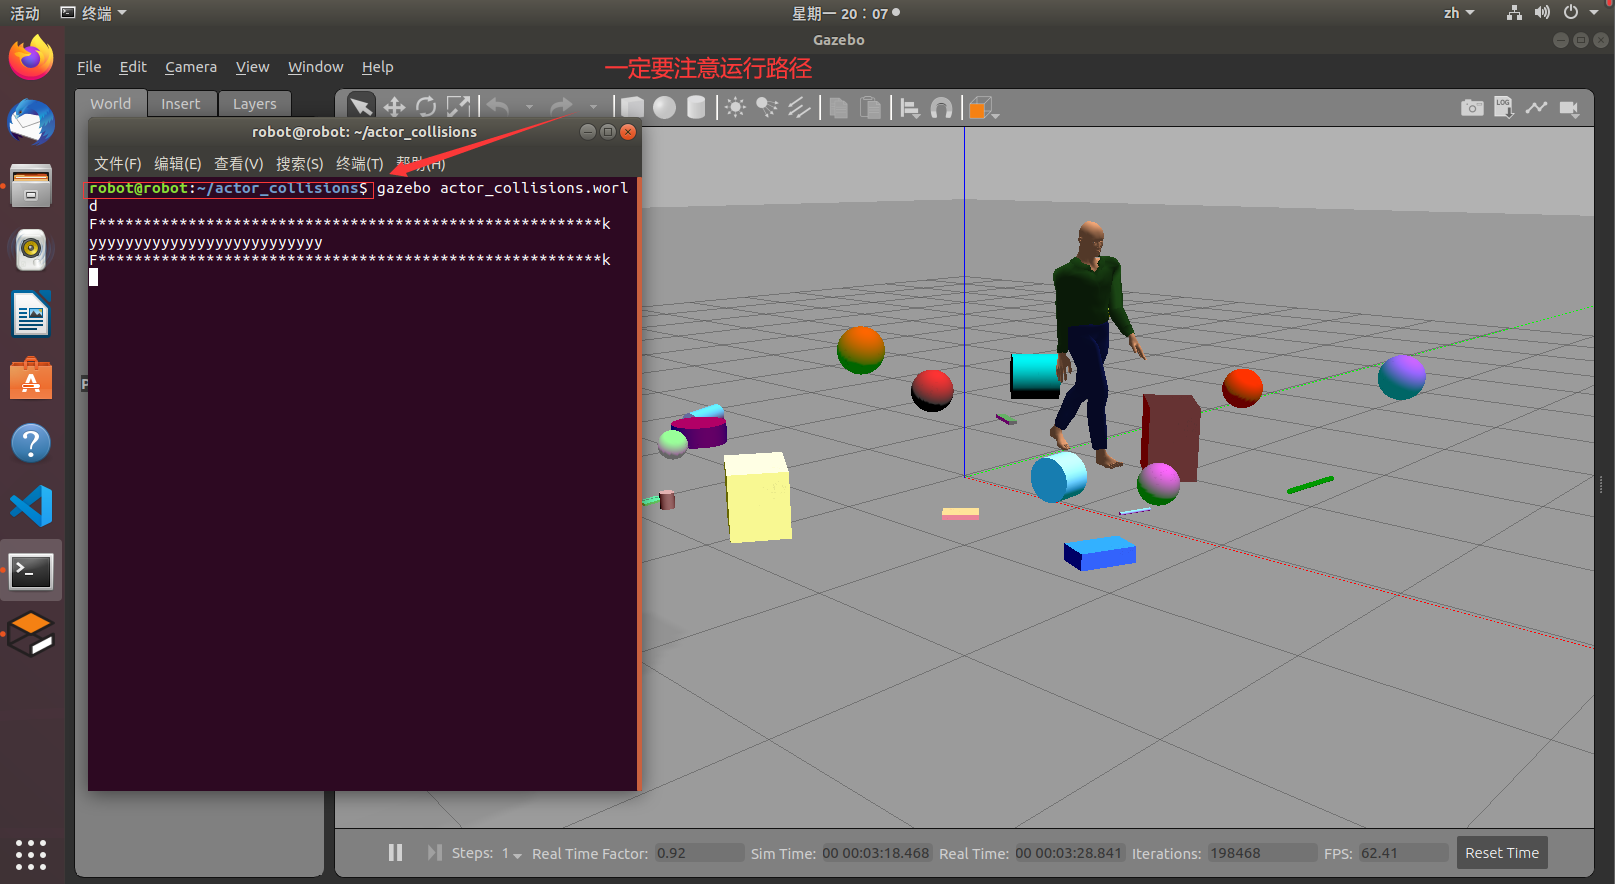 活动 终端 星期一 20：07 zh
Gazebo
File Edit Camera View Window Help
一定要注意运行路径
World Insert Layers
robot@robot: ~/actor_collisions
文件(F) 编辑(E) 查看(V) 搜索(S) 终端(T) 帮助(H)
robot@robot:~/actor_collisions$ gazebo actor_collisions.worl
d
F********************************************************k
yyyyyyyyyyyyyyyyyyyyyyyyyy
F********************************************************k
P
Steps: 1 Real Time Factor: 0.92 Sim Time: 00 00:03:18.468 Real Time: 00 00:03:28.841 Iterations: 198468 FPS: 62.41 Reset Time